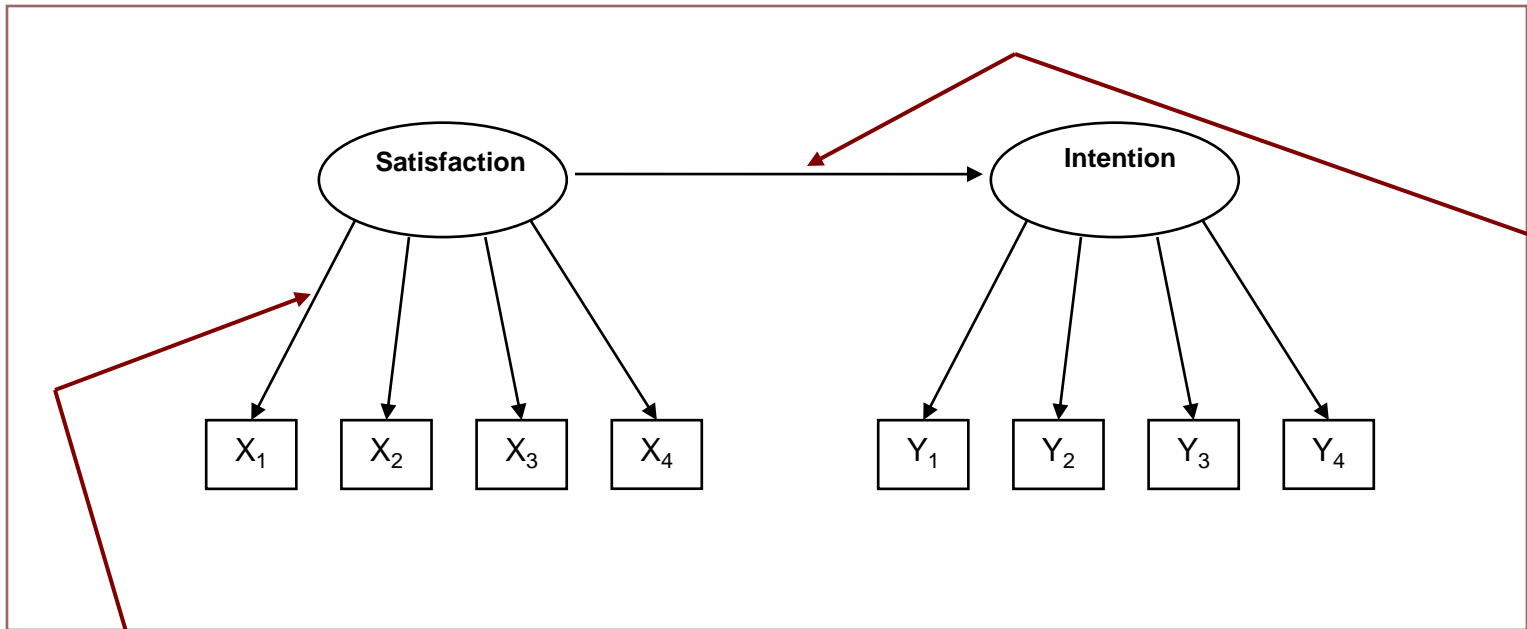 Satisfaction
Intention
X₁ X₂ X₃ X₄ Y₁ Y₂ Y₃ Y₄